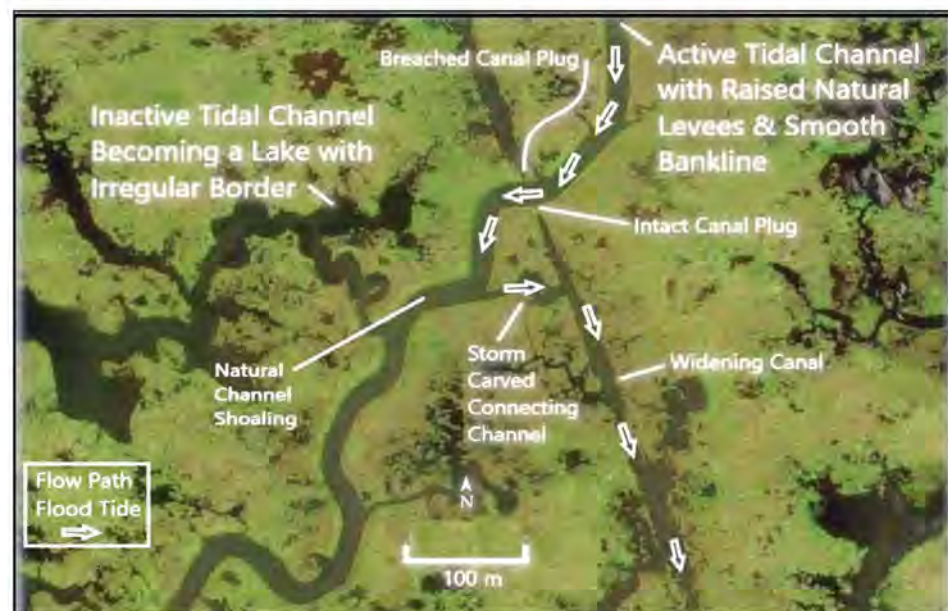 Breached Canal Plug
Active Tidal Channel
with Raised Natural
Levees & Smooth
Bankline
Inactive Tidal Channel
Becoming a Lake with
Irregular Border
Intact Canal Plug
Natural
Channel
Shoaling
Storm
Carved
Connecting
Channel
Widening Canal
Flow Path
Flood Tide
N
100 m